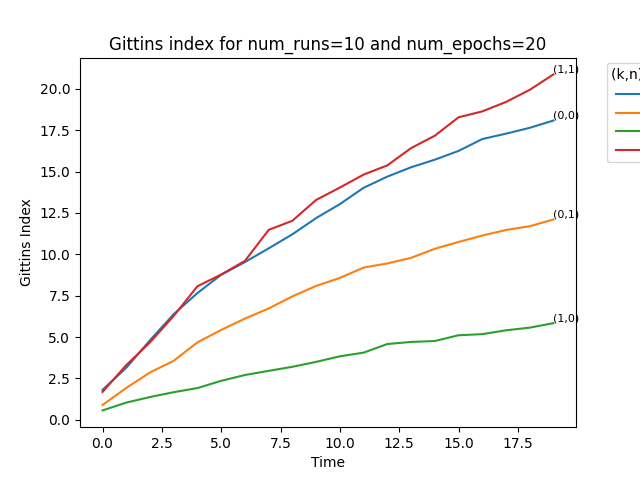 Gittins index for num_runs=10 and num_epochs=20
(k,n)
(1,1)
(0,0)
(0,1)
(1,0)
Gittins Index
20.0
17.5
15.0
12.5
10.0
7.5
5.0
2.5
0.0
0.0 2.5 5.0 7.5 10.0 12.5 15.0 17.5
Time